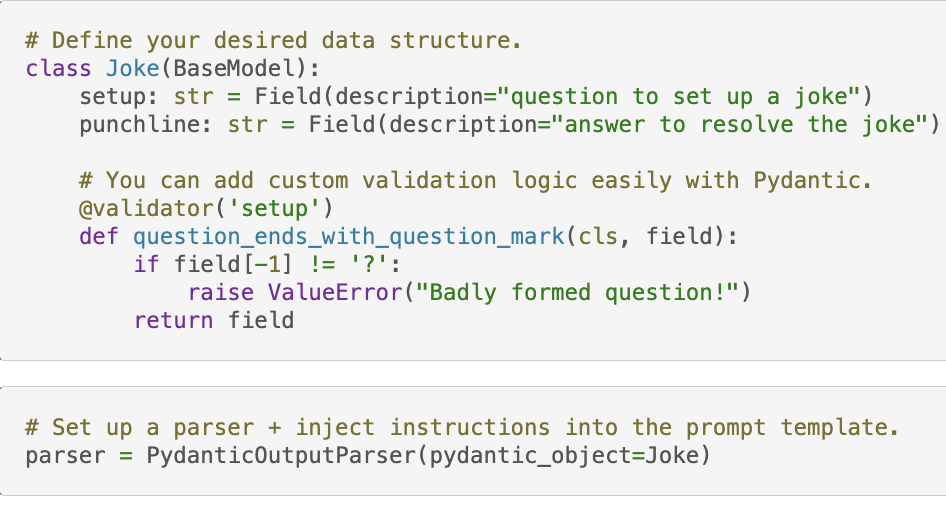 # Define your desired data structure.
class Joke(BaseModel):
    setup: str = Field(description="question to set up a joke")
    punchline: str = Field(description="answer to resolve the joke")

    # You can add custom validation logic easily with Pydantic.
    @validator('setup')
    def question_ends_with_question_mark(cls, field):
        if field[-1] != '?':
            raise ValueError("Badly formed question!")
        return field

# Set up a parser + inject instructions into the prompt template.
parser = PydanticOutputParser(pydantic_object=Joke)